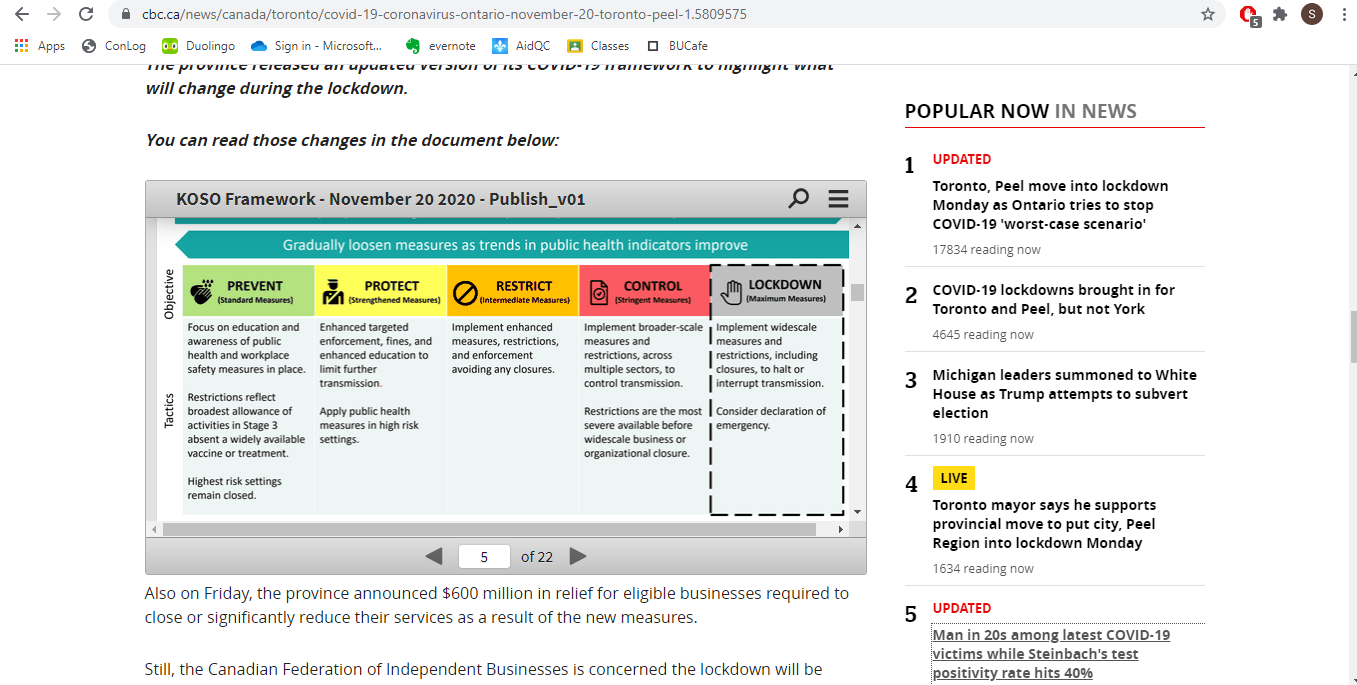 cbc.ca/news/canada/toronto/covid-19-coronavirus-ontario-november-20-toronto-peel-1.5809575
5
S
Apps
ConLog
Duolingo
Sign in - Microsoft...
evernote
AidQC
Classes
BUCafe
The province released an updated version of its COVID-19 framework to highlight what
will change during the lockdown.
You can read those changes in the document below:
KOSO Framework - November 20 2020 - Publish_v01
Gradually loosen measures as trends in public health indicators improve
Objective
PREVENT
(Standard Measures)
PROTECT
(Strengthened Measures)
RESTRICT
(Intermediate Measures)
CONTROL
(Stringent Measures)
LOCKDOWN
(Maximum Measures)
Tactics
Focus on education and
awareness of public
health and workplace
safety measures in place.
Restrictions reflect
broadest allowance of
activities in Stage 3
absent a widely available
vaccine or treatment.
Highest risk settings
remain closed.
Enhanced targeted
enforcement, fines, and
enhanced education to
limit further
transmission.
Apply public health
measures in high risk
settings.
Implement enhanced
measures, restrictions,
and enforcement
avoiding any closures.
Implement broader-scale
measures and
restrictions, across
multiple sectors, to
control transmission.
Restrictions are the most
severe available before
widescale business or
organizational closure.
Implement widescale
measures and
restrictions, including
closures, to halt or
interrupt transmission.
Consider declaration of
emergency.
5 of 22
Also on Friday, the province announced $600 million in relief for eligible businesses required to
close or significantly reduce their services as a result of the new measures.
Still, the Canadian Federation of Independent Businesses is concerned the lockdown will be
POPULAR NOW IN NEWS
1
UPDATED
Toronto, Peel move into lockdown
Monday as Ontario tries to stop
COVID-19 'worst-case scenario'
17834 reading now
2
COVID-19 lockdowns brought in for
Toronto and Peel, but not York
4645 reading now
3
Michigan leaders summoned to White
House as Trump attempts to subvert
election
1910 reading now
4
LIVE
Toronto mayor says he supports
provincial move to put city, Peel
Region into lockdown Monday
1634 reading now
5
UPDATED
Man in 20s among latest COVID-19
victims while Steinbach's test
positivity rate hits 40%